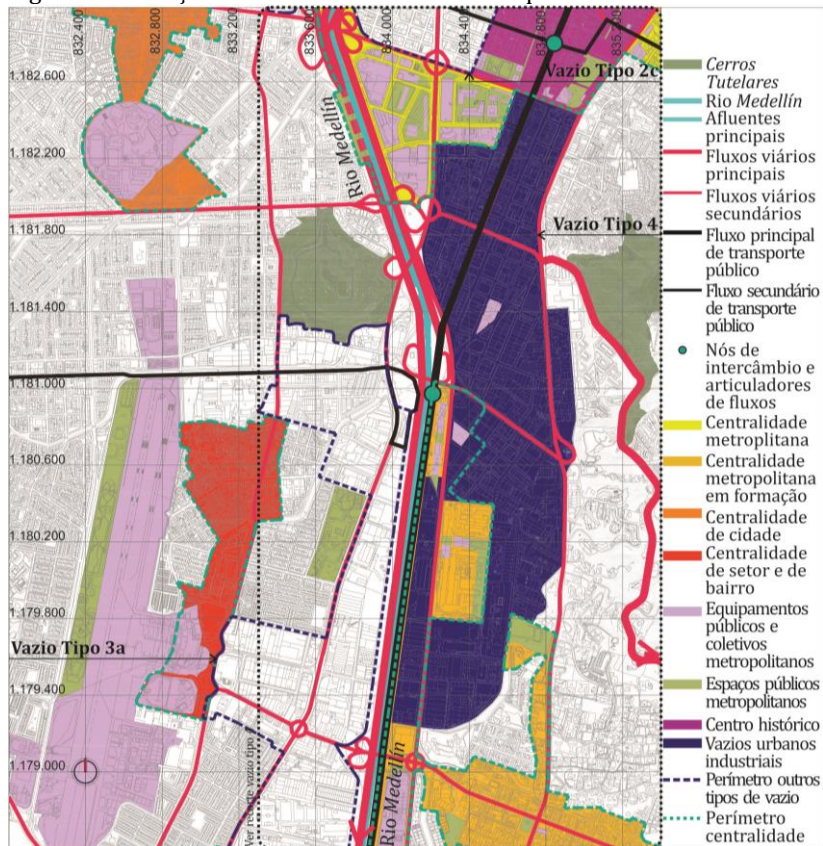 832.400
832.800
833.200
833.600
834.000
834.400
Vazio Tipo 2c
1.182.600
1.182.200
Rio Medellín
1.181.800
Vazio Tipo 4
1.181.400
1.181.000
1.180.600
1.180.200
1.179.800
Vazio Tipo 3a
1.179.400
1.179.000
Rio Medellín
Cerros
Tutelares
Rio Medellín
Afluentes
principais
Fluxos viários
principais
Fluxos viários
secundários
Fluxo principal
de transporte
público
Fluxo secundário
de transporte
público
Nós de
intercâmbio e
articuladores
de fluxos
Centralidade
metroplitana
Centralidade
metropolitana
em formação
Centralidade
de cidade
Centralidade
de setor e de
bairro
Equipamentos
públicos e
coletivos
metropolitanos
Espaços públicos
metropolitanos
Centro histórico
Vazios urbanos
industriais
Perímetro outros
tipos de vazio
Perímetro
centralidade